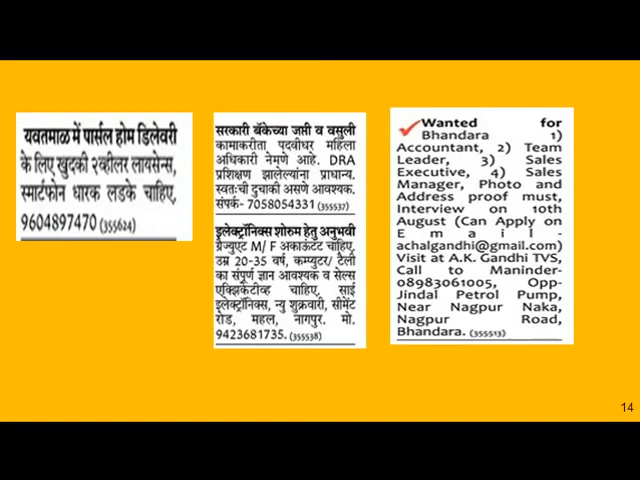 यवतमाळ में पार्सल होम डिलेवरी
के लिए खुदकी २व्हीलर लायसेन्स,
स्मार्टफोन धारक लडके चाहिए,
9604897470 (355624)
सरकारी बॅकेच्या जप्ती व वसुली
कामाकरीता पदवीधर महिला
अधिकारी नेमणे आहे. DRA
प्रशिक्षण झालेल्यांना प्राधान्य.
स्वतःची दुचाकी असणे आवश्यक.
संपर्क- 7058054331 (355537)
इलेक्ट्रॉनिक्स शोरुम हेतु अनुभवी
ग्रॅज्युएट M/ F अकाऊंटट चाहिए,
उम्र 20-35 वर्ष, कम्प्युटर/ टैली
का संपूर्ण ज्ञान आवश्यक व सेल्स
एक्झिकेटीव्ह चाहिए. साई
इलेक्ट्रॉनिक्स, न्यु शुक्रवारी, सीमेंट
रोड, महल, नागपुर. मो.
9423681735. (355538)
Wanted for
Bhandara 1)
Accountant, 2) Team
Leader, 3) Sales
Executive, 4) Sales
Manager, Photo and
Address proof must,
Interview on 10th
August (Can Apply on
E m a i l -
achalgandhi@gmail.com)
Visit at A.K. Gandhi TVS,
Call to Maninder-
08983061005, Opp-
Jindal Petrol Pump,
Near Nagpur Naka,
Nagpur Road,
Bhandara. (355513)
14